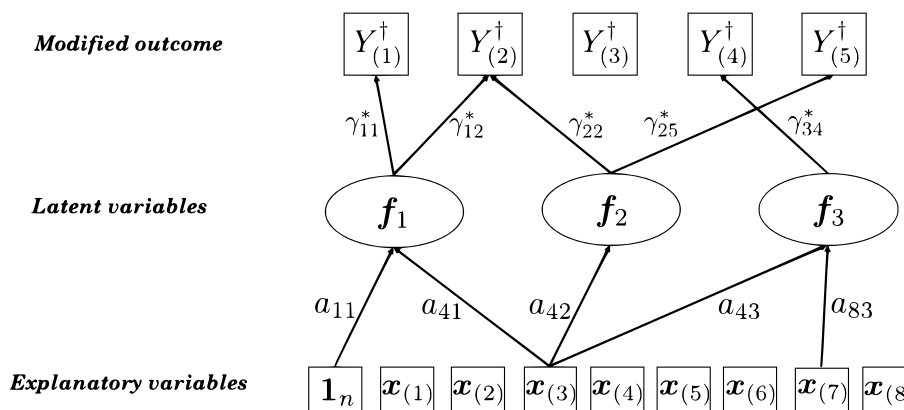 Modified outcome Y†(1) Y†(2) Y†(3) Y†(4) Y†(5)
γ*11 γ*12 γ*22 γ*25 γ*34
Latent variables f1 f2 f3
a11 a41 a42 a43 a83
Explanatory variables 1n x(1) x(2) x(3) x(4) x(5) x(6) x(7) x(8